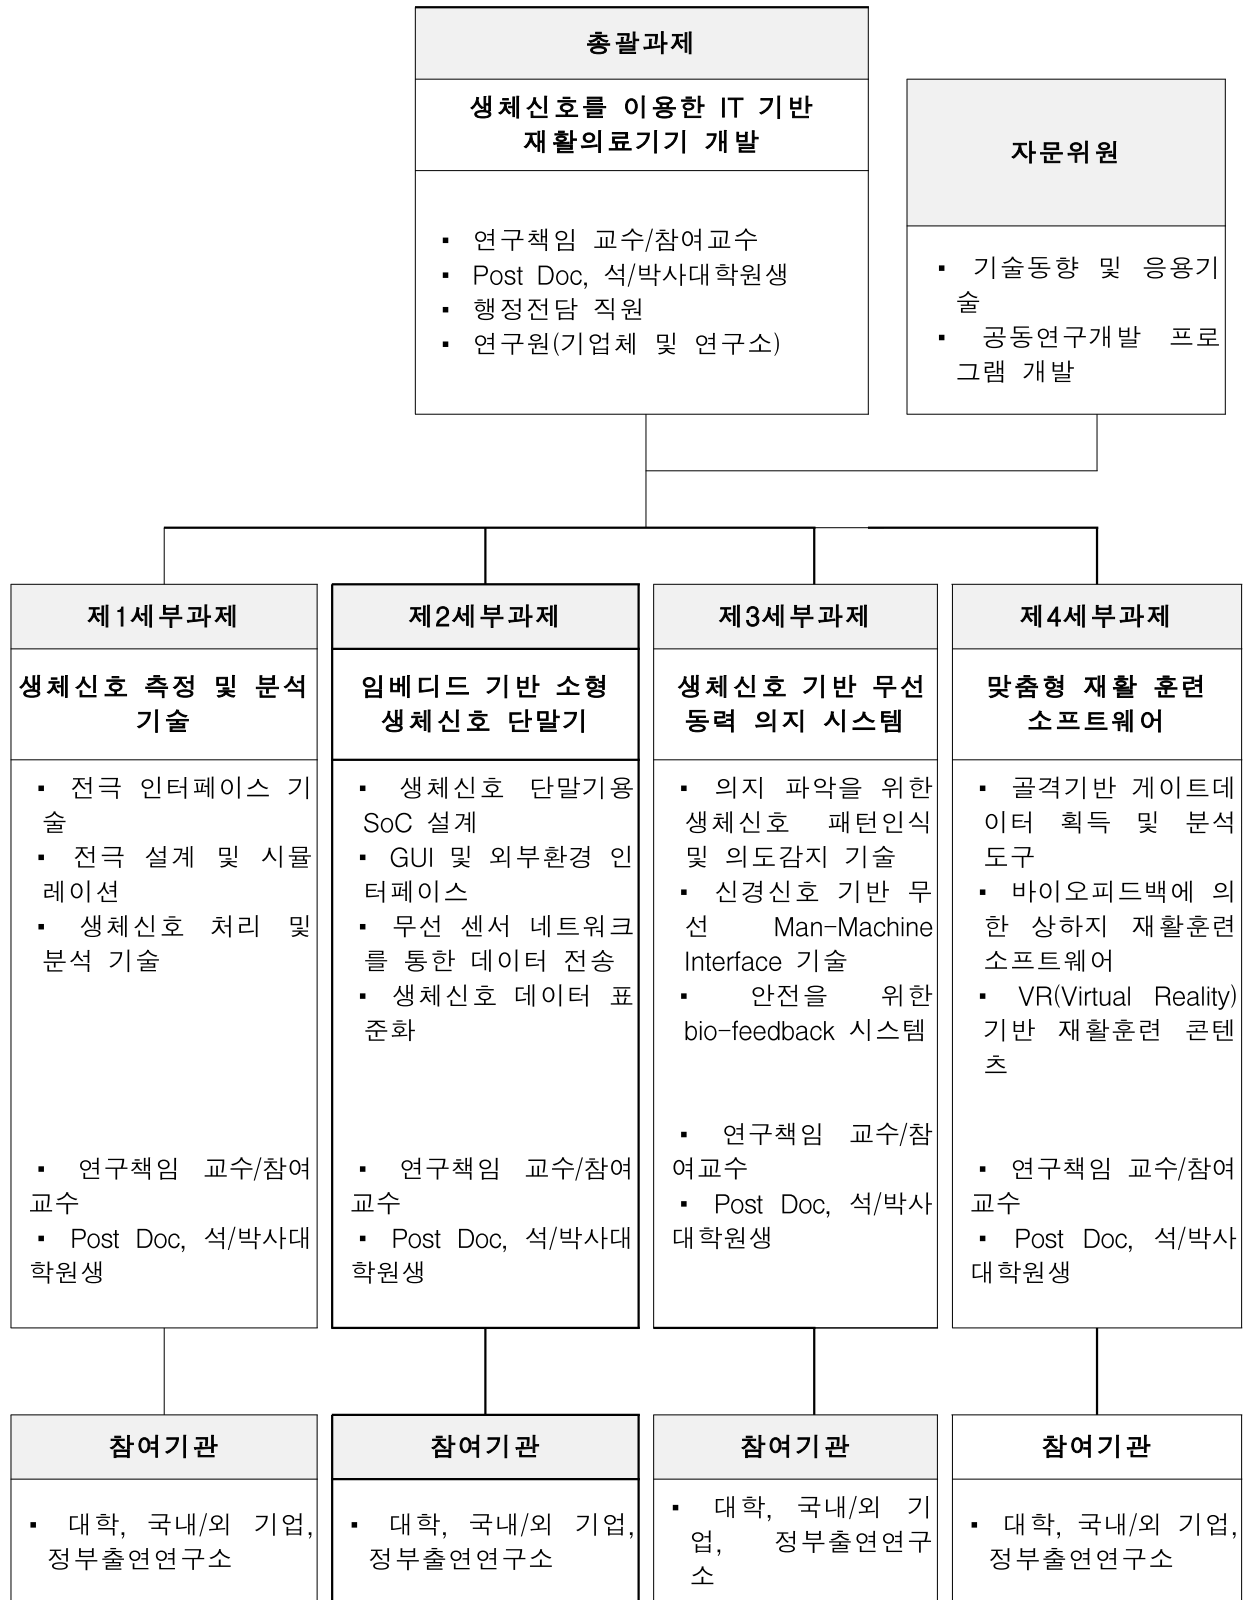 총괄과제
생체신호를 이용한 IT 기반
재활의료기기 개발
▪ 연구책임 교수/참여교수
▪ Post Doc, 석/박사대학원생
▪ 행정전담 직원
▪ 연구원(기업체 및 연구소)
자문위원
▪ 기술동향 및 응용기
술
▪ 공동연구개발 프로
그램 개발
제1세부과제
생체신호 측정 및 분석
기술
▪ 전극 인터페이스 기
술
▪ 전극 설계 및 시뮬
레이션
▪ 생체신호 처리 및
분석 기술
▪ 연구책임 교수/참여
교수
▪ Post Doc, 석/박사대
학원생
제2세부과제
임베디드 기반 소형
생체신호 단말기
▪ 생체신호 단말기용
SoC 설계
▪ GUI 및 외부환경 인
터페이스
▪ 무선 센서 네트워크
를 통한 데이터 전송
▪ 생체신호 데이터 표
준화
▪ 연구책임 교수/참여
교수
▪ Post Doc, 석/박사대
학원생
제3세부과제
생체신호 기반 무선
동력 의지 시스템
▪ 의지 파악을 위한
생체신호 패턴인식
및 의도감지 기술
▪ 신경신호 기반 무
선 Man-Machine
Interface 기술
▪ 안전을 위한
bio-feedback 시스템
▪ 연구책임 교수/참
여교수
▪ Post Doc, 석/박사
대학원생
제4세부과제
맞춤형 재활 훈련
소프트웨어
▪ 골격기반 게이트데
이터 획득 및 분석
도구
▪ 바이오피드백에 의
한 상하지 재활훈련
소프트웨어
▪ VR(Virtual Reality)
기반 재활훈련 콘텐
츠
▪ 연구책임 교수/참여
교수
▪ Post Doc, 석/박사
대학원생
참여기관
▪ 대학, 국내/외 기업,
정부출연연구소
참여기관
▪ 대학, 국내/외 기업,
정부출연연구소
참여기관
▪ 대학, 국내/외 기
업, 정부출연연구
소
참여기관
▪ 대학, 국내/외 기업,
정부출연연구소